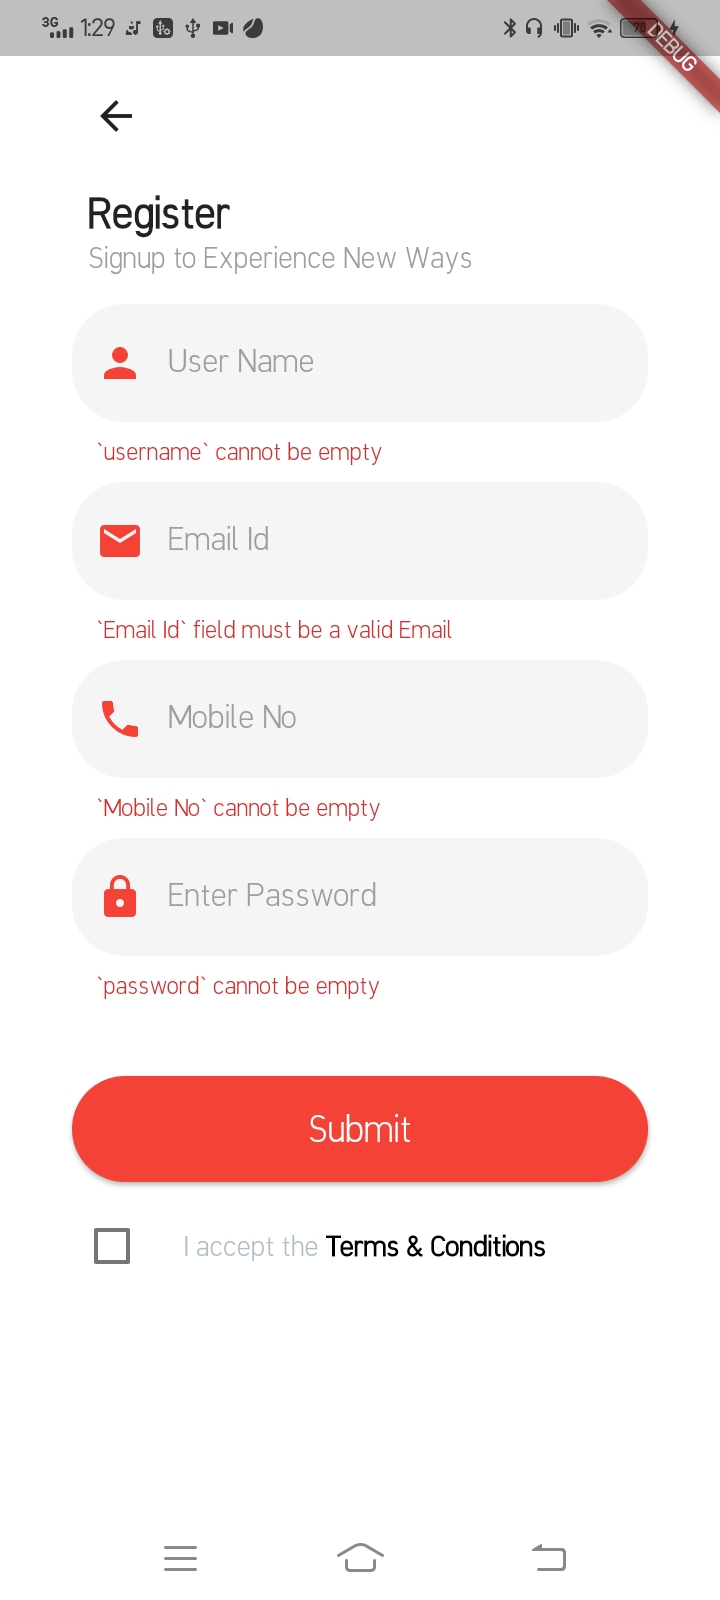 3G 1:29 70
DEBUG
Register
Signup to Experience New Ways
User Name
`username` cannot be empty
Email Id
`Email Id` field must be a valid Email
Mobile No
`Mobile No` cannot be empty
Enter Password
`password` cannot be empty
Submit
I accept the Terms & Conditions